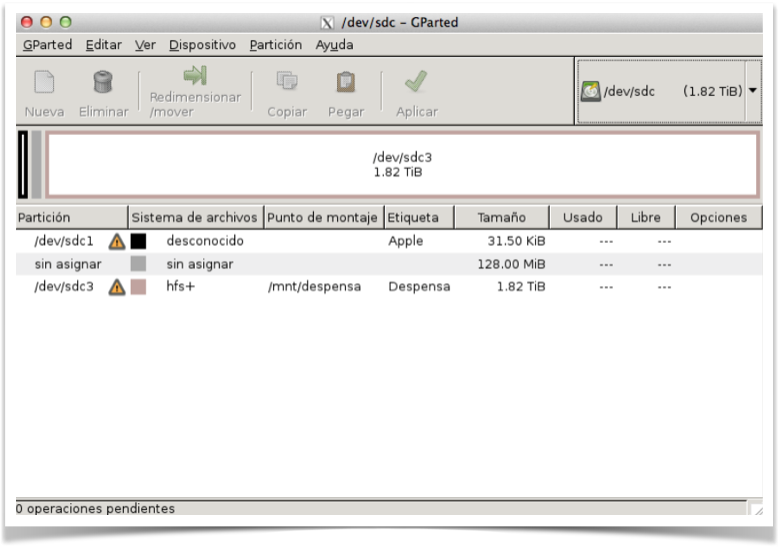 /dev/sdc - GParted
GParted Editar Ver Dispositivo Partición Ayuda
Nueva Eliminar Redimensionar /mover Copiar Pegar Aplicar /dev/sdc (1.82 TiB)
/dev/sdc3
1.82 TiB
Partición Sistema de archivos Punto de montaje Etiqueta Tamaño Usado Libre Opciones
/dev/sdc1 desconocido Apple 31.50 KiB --- ---
sin asignar sin asignar 128.00 MiB --- ---
/dev/sdc3 hfs+ /mnt/despensa Despensa 1.82 TiB --- ---
0 operaciones pendientes